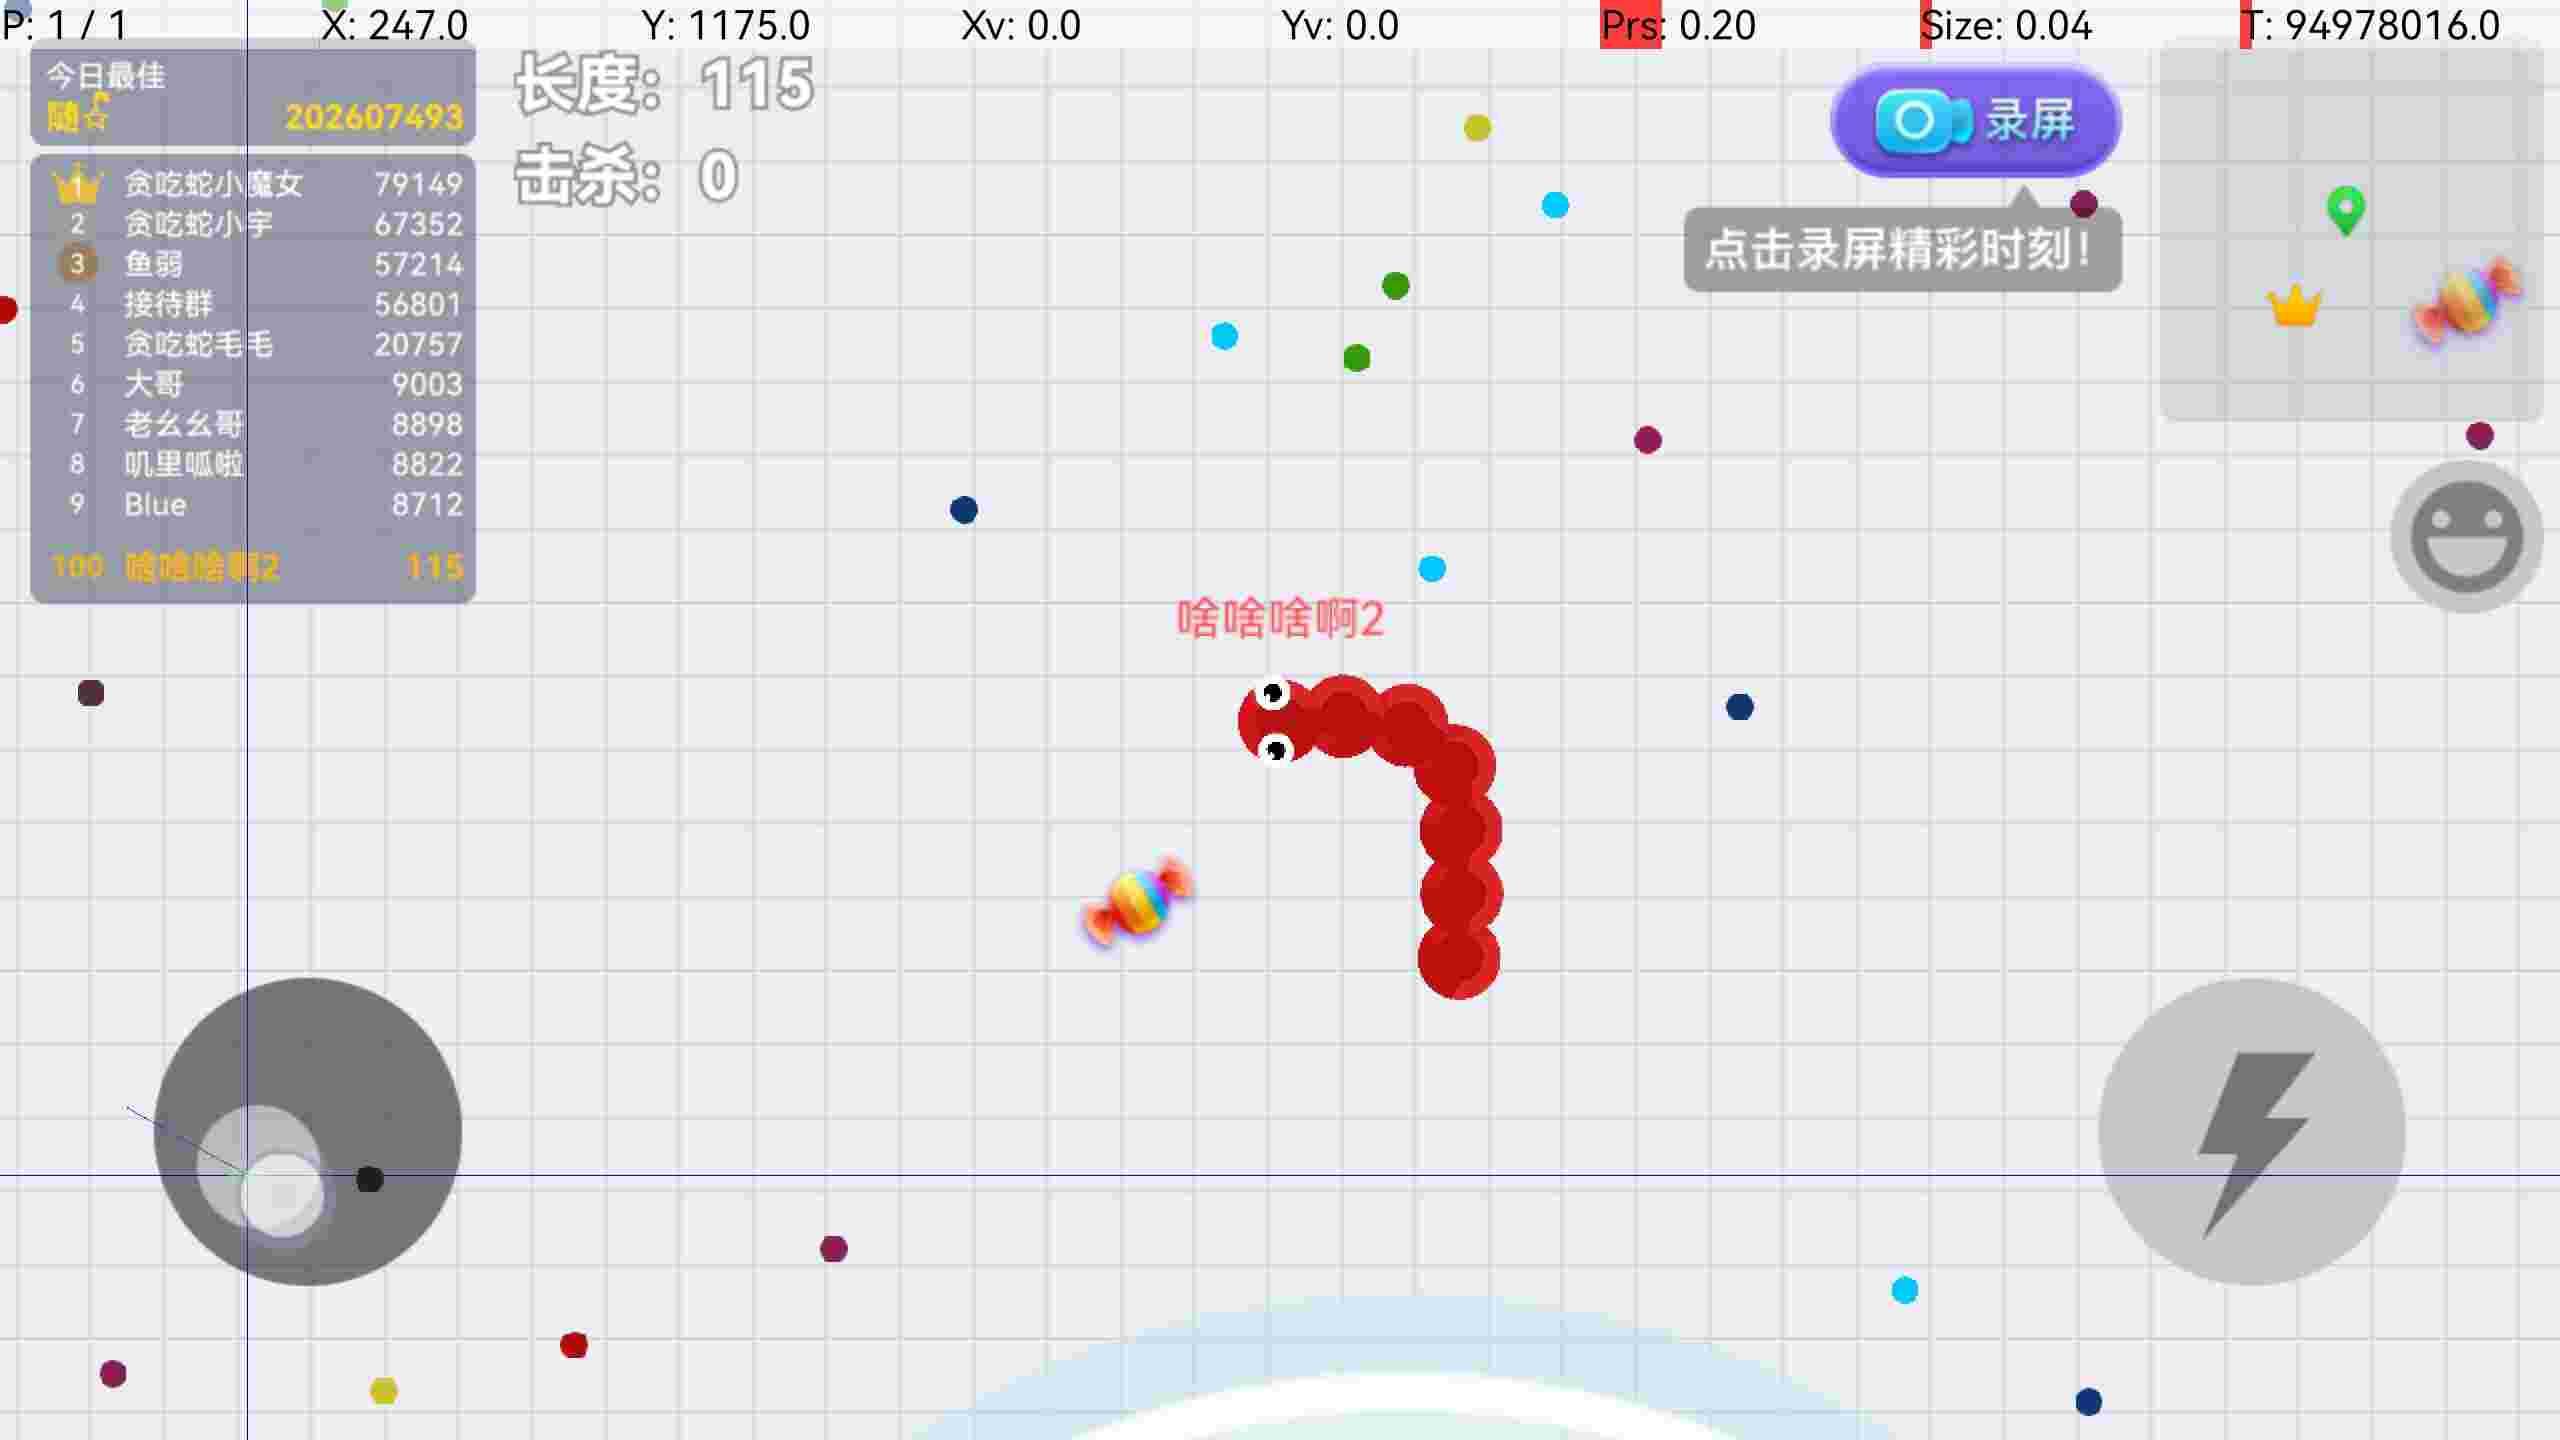 P: 1 / 1 X: 247.0 Y: 1175.0 Xv: 0.0 Yv: 0.0 Prs: 0.20 Size: 0.04 T: 94978016.0
今日最佳
随☆ 202607493
1 贪吃蛇小魔女 79149
2 贪吃蛇小宇 67352
3 鱼弱 57214
4 接待群 56801
5 贪吃蛇毛毛 20757
6 大哥 9003
7 老幺幺哥 8898
8 叽里呱啦 8822
9 Blue 8712
100 啥啥啥啊2 115
长度：115
击杀：0
录屏
点击录屏精彩时刻！
啥啥啥啊2